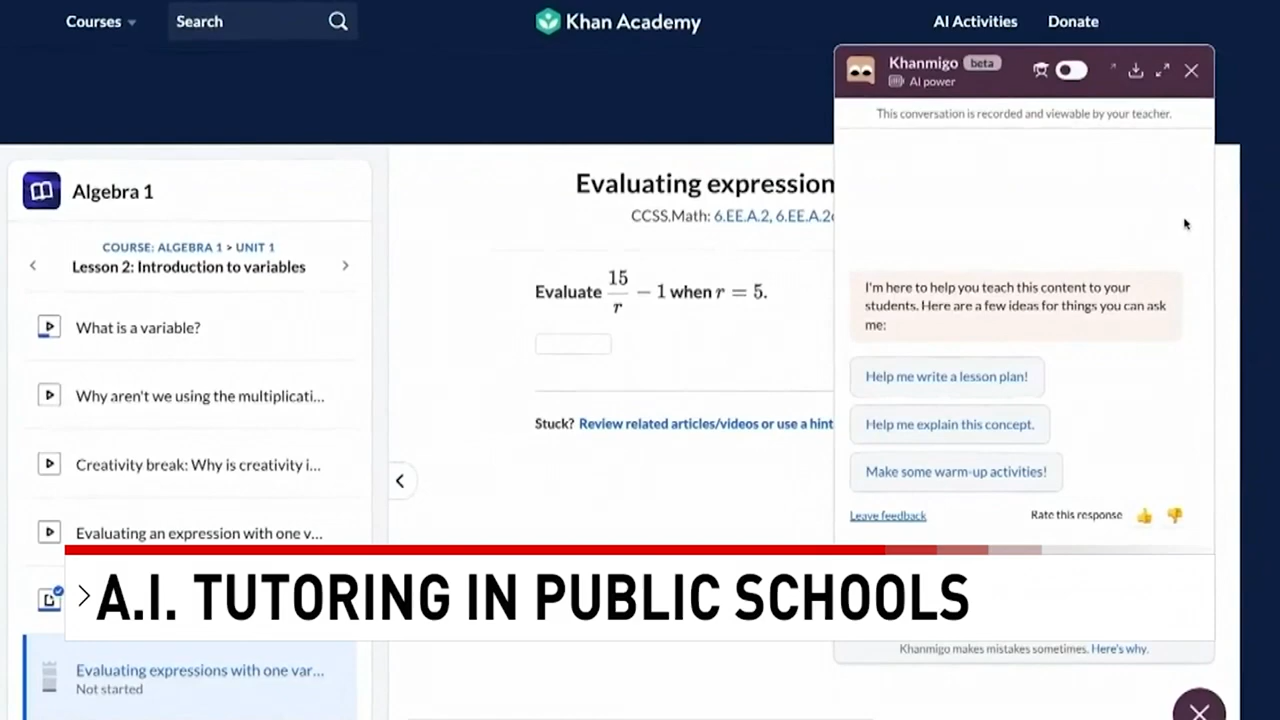 Courses
Search
Khan Academy
AI Activities
Donate
Khanmigo beta
AI power
This conversation is recorded and viewable by your teacher.
Algebra 1
COURSE: ALGEBRA 1 > UNIT 1
Lesson 2: Introduction to variables
What is a variable?
Why aren't we using the multiplicati...
Creativity break: Why is creativity i...
Evaluating an expression with one v...
Evaluating expressions with one var...
Not started
Evaluating expression
CCSS.Math: 6.EE.A.2, 6.EE.A.2c
Evaluate 15/r − 1 when r = 5.
Stuck? Review related articles/videos or use a hint
I'm here to help you teach this content to your
students. Here are a few ideas for things you can ask
me:
Help me write a lesson plan!
Help me explain this concept.
Make some warm-up activities!
Leave feedback
Rate this response
A.I. TUTORING IN PUBLIC SCHOOLS
Khanmigo makes mistakes sometimes. Here's why.